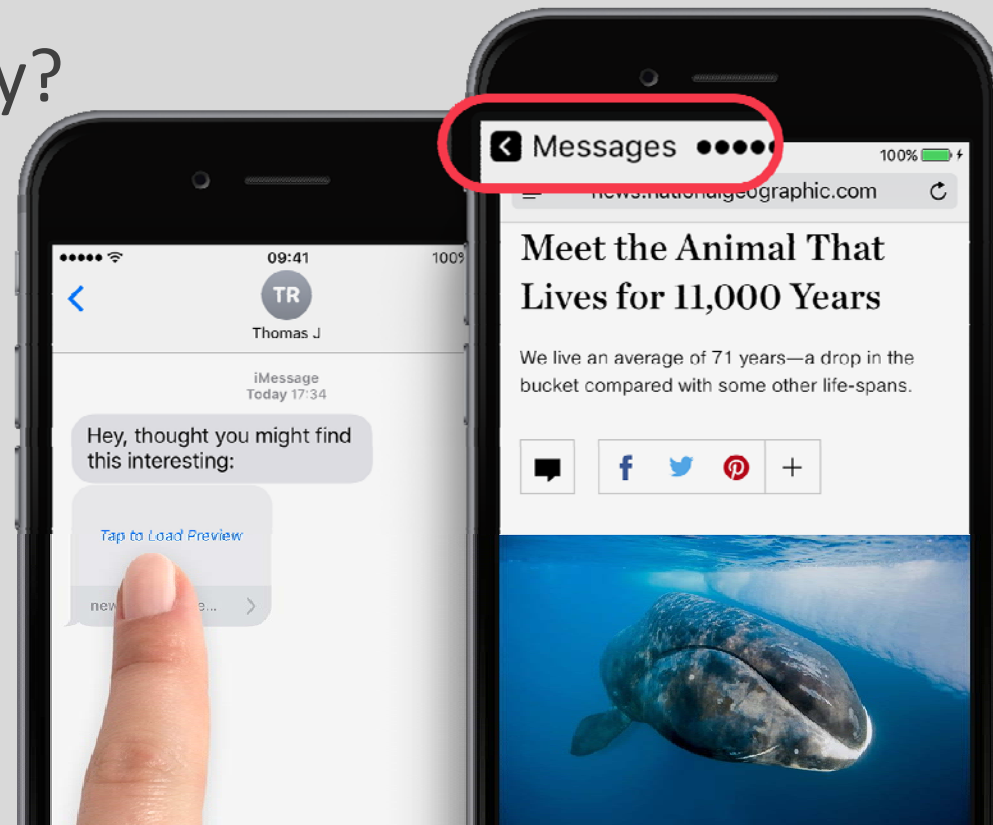 y?
09:41
100%
TR
Thomas J
iMessage
Today 17:34
Hey, thought you might find
this interesting:
Tap to Load Preview
new e...
Messages
100%
news.nationalgeographic.com
Meet the Animal That
Lives for 11,000 Years
We live an average of 71 years—a drop in the
bucket compared with some other life-spans.